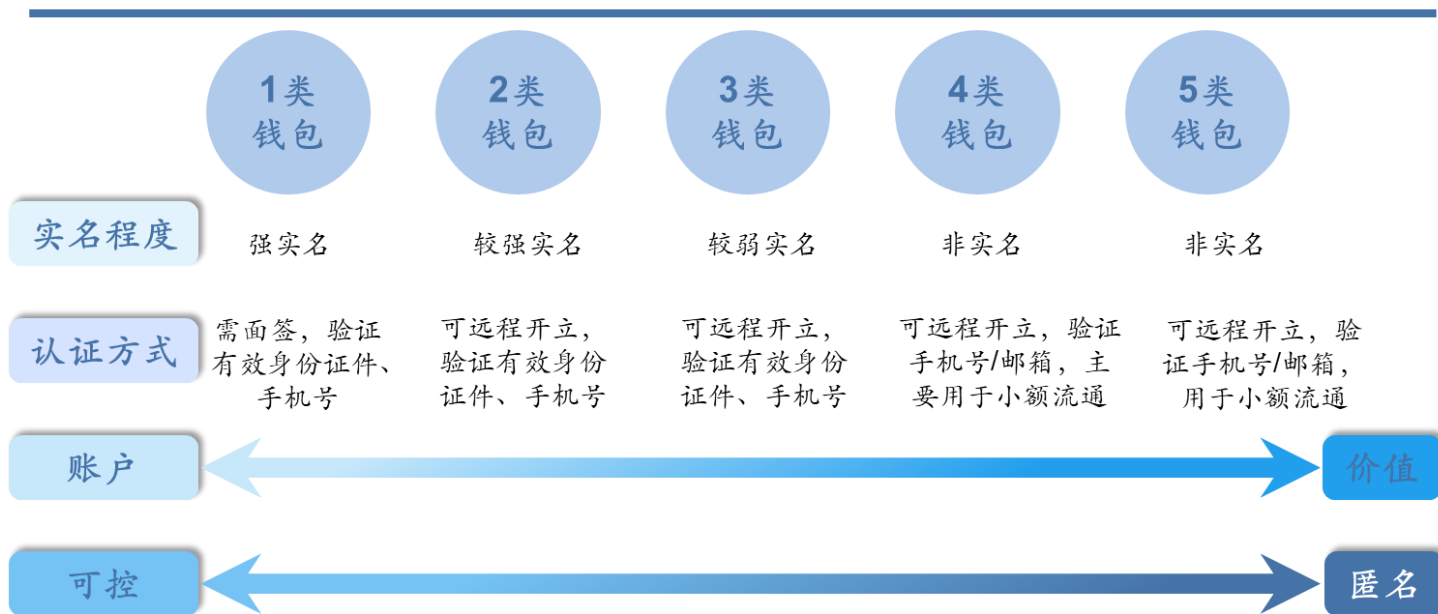 1类
钱包
2类
钱包
3类
钱包
4类
钱包
5类
钱包
实名程度
强实名
较强实名
较弱实名
非实名
非实名
认证方式
需面签，验证
有效身份证件、
手机号
可远程开立，
验证有效身份
证件、手机号
可远程开立，
验证有效身份
证件、手机号
可远程开立，验证
手机号/邮箱，主
要用于小额流通
可远程开立，验
证手机号/邮箱，
用于小额流通
账户
价值
可控
匿名